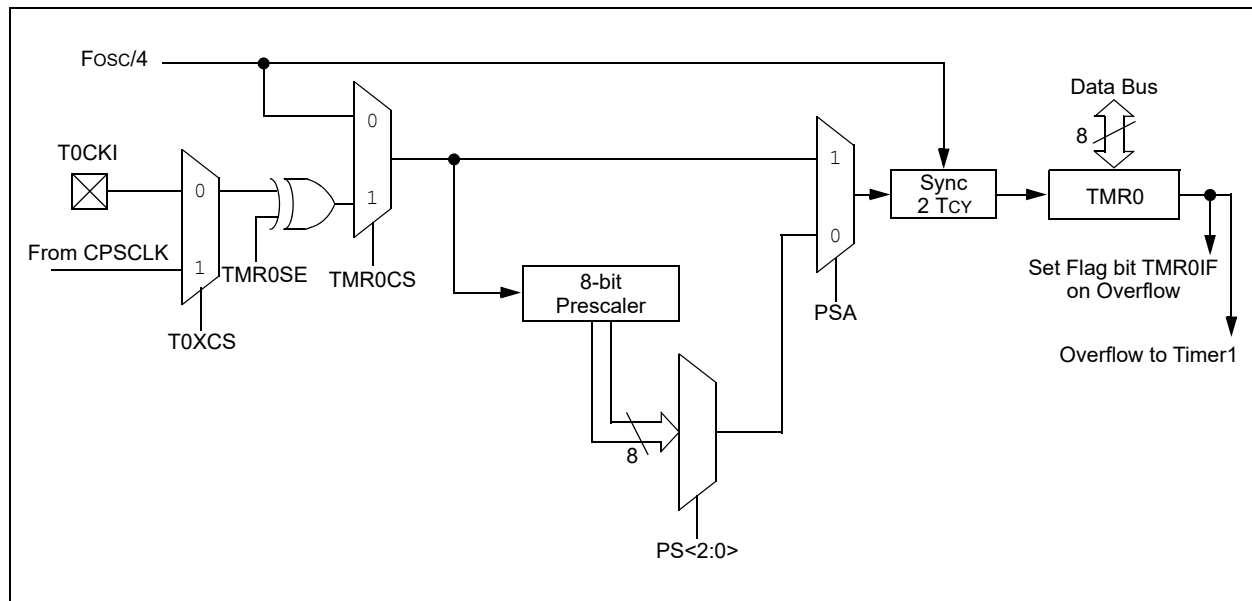 FOSC/4
T0CKI
From CPSCLK
0
1
T0XCS
TMR0SE
0
1
TMR0CS
8-bit
Prescaler
8
PS<2:0>
1
0
PSA
Sync
2 TCY
Data Bus
8
TMR0
Set Flag bit TMR0IF
on Overflow
Overflow to Timer1